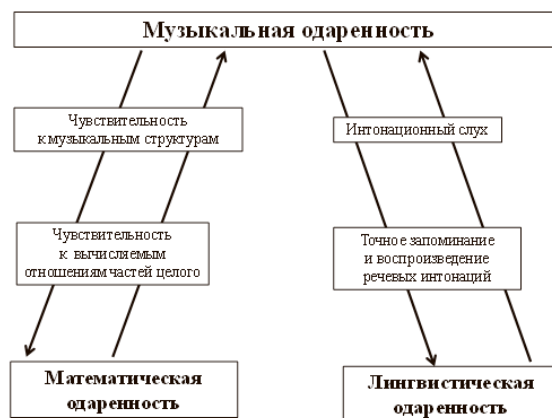 Музыкальная одаренность
Чувствительность
к музыкальным структурам
Интонационный слух
Чувствительность
к вычисляемым
отношениям частей целого
Точное запоминание
и воспроизведение
речевых интонаций
Математическая
одаренность
Лингвистическая
одаренность